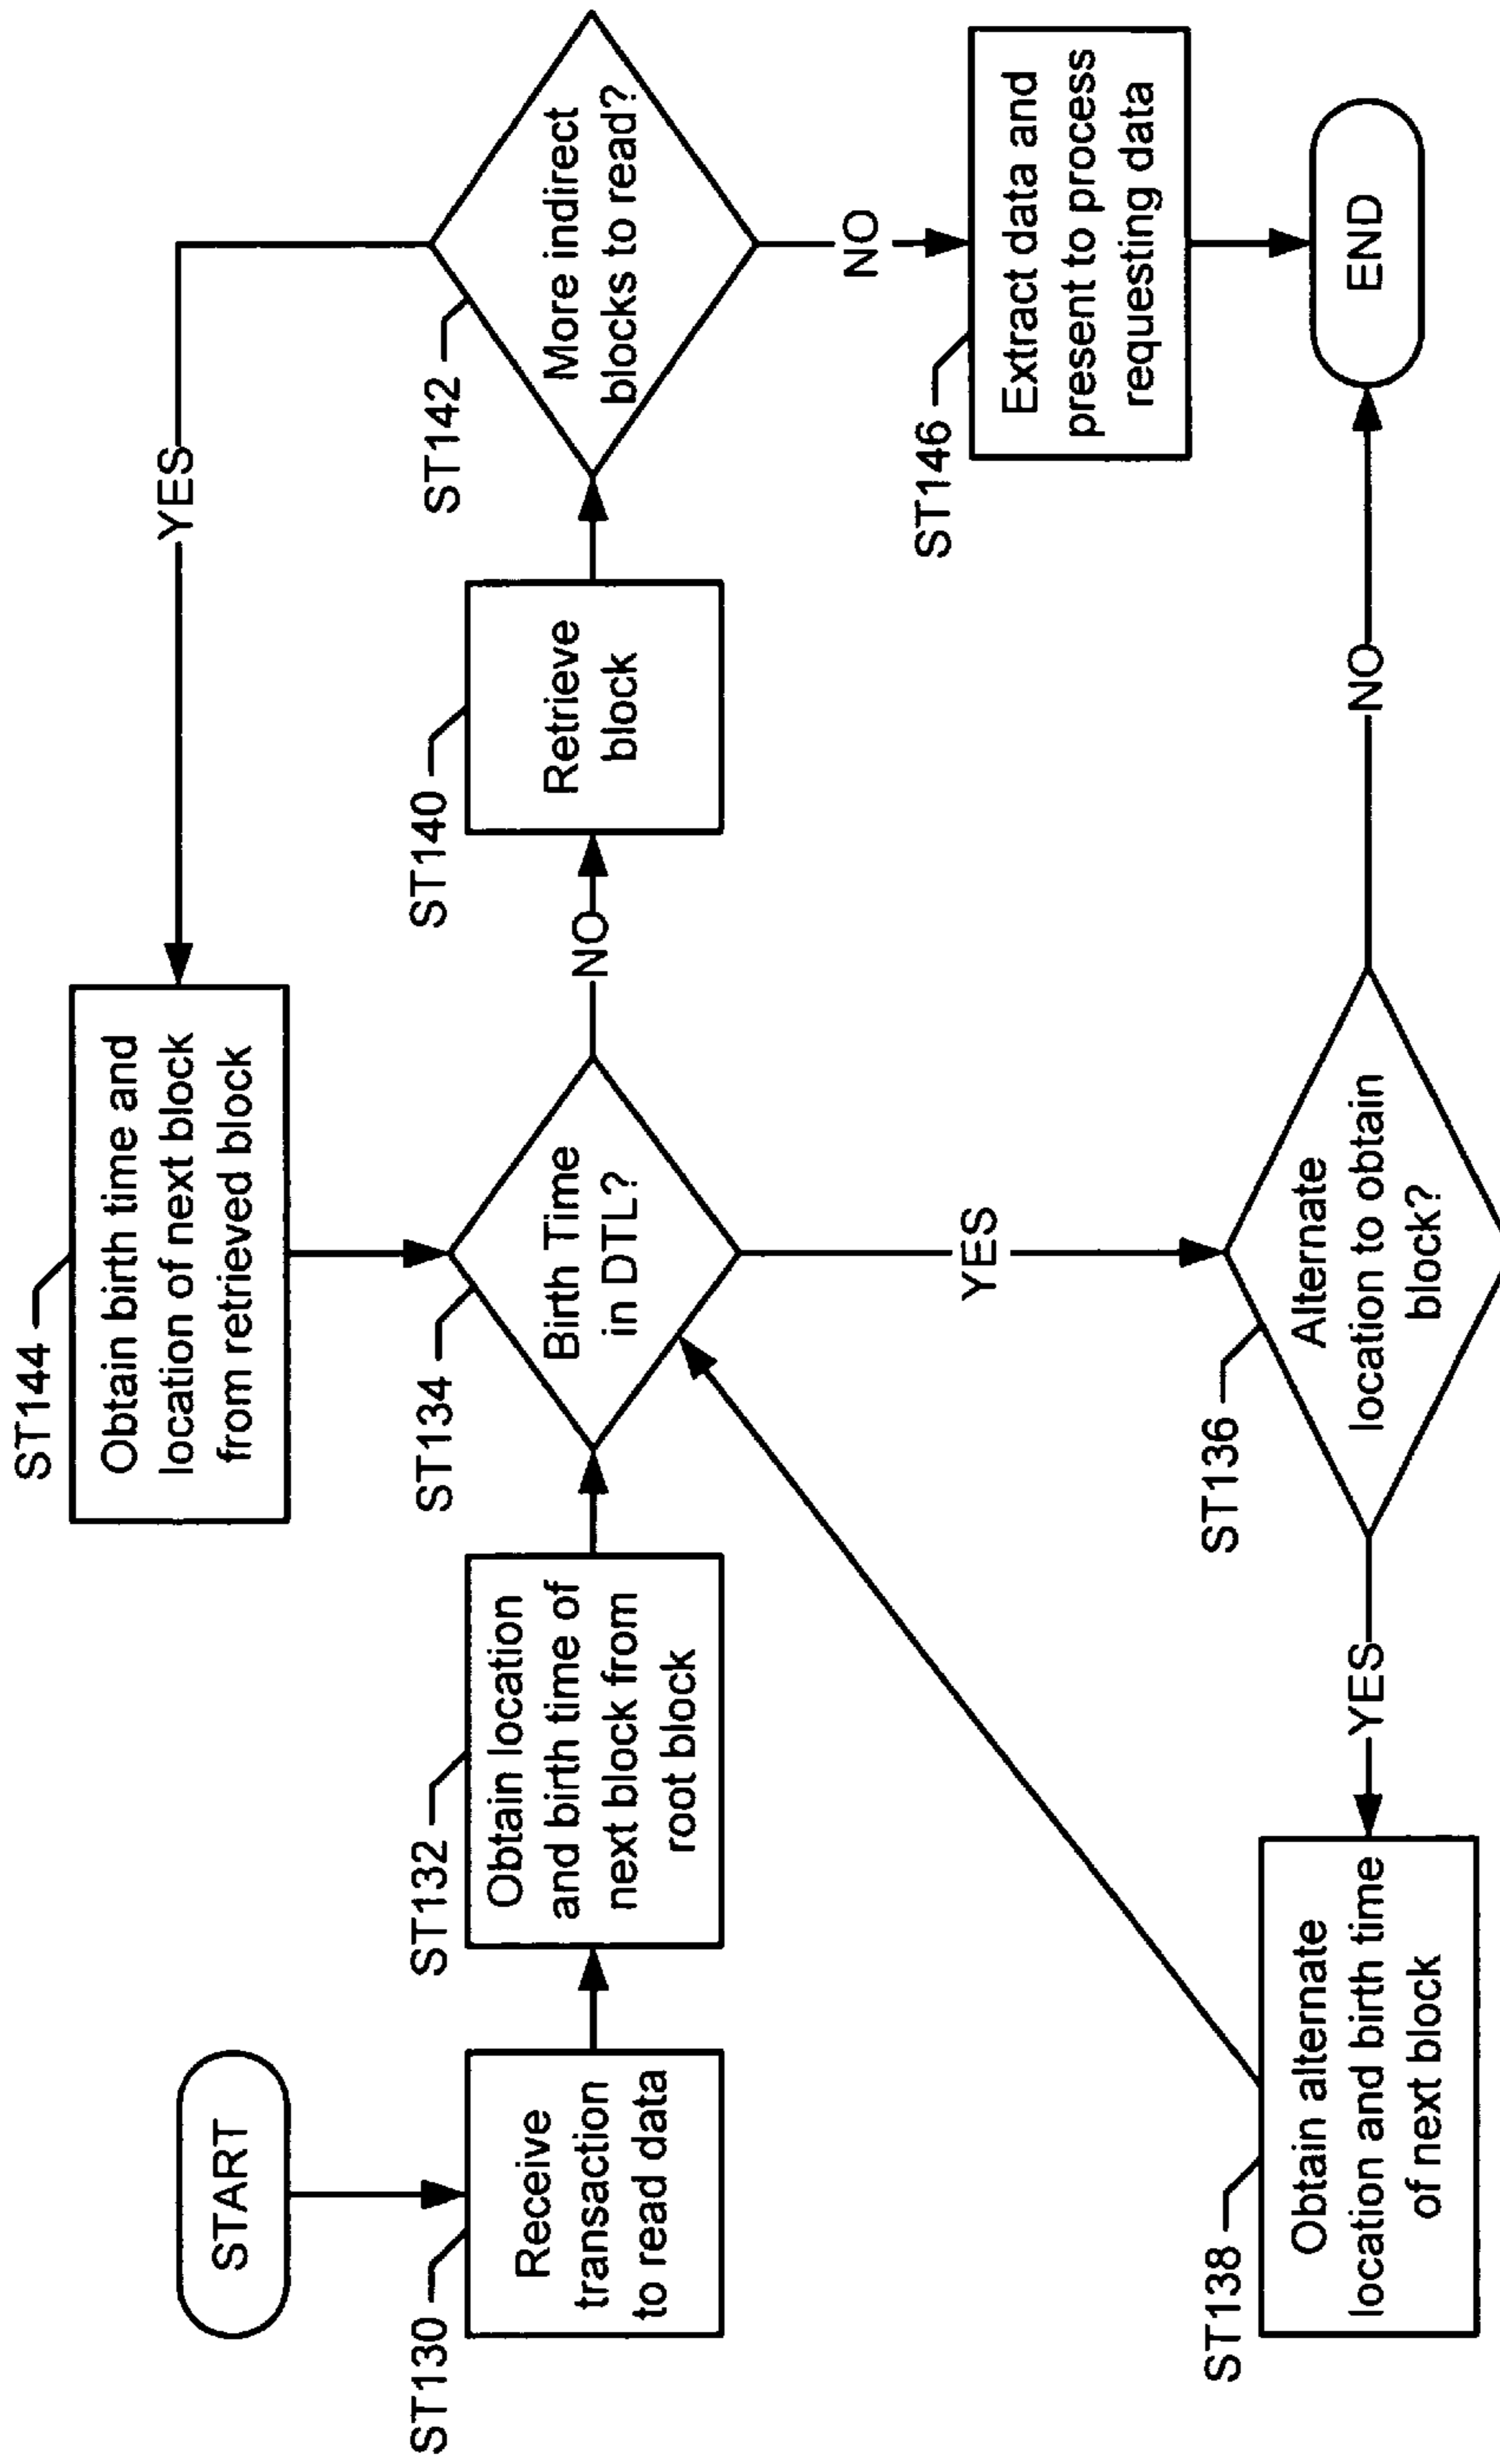 START
ST130
Receive
transaction
to read data
ST132
Obtain location
and birth time of
next block from
root block
ST134
Birth Time
in DTL?
NO
YES
ST144
Obtain birth time and
location of next block
from retrieved block
YES
ST140
Retrieve
block
ST142
More indirect
blocks to read?
NO
ST146
Extract data and
present to process
requesting data
ST136
Alternate
location to obtain
block?
YES
NO
ST138
Obtain alternate
location and birth time
of next block
END